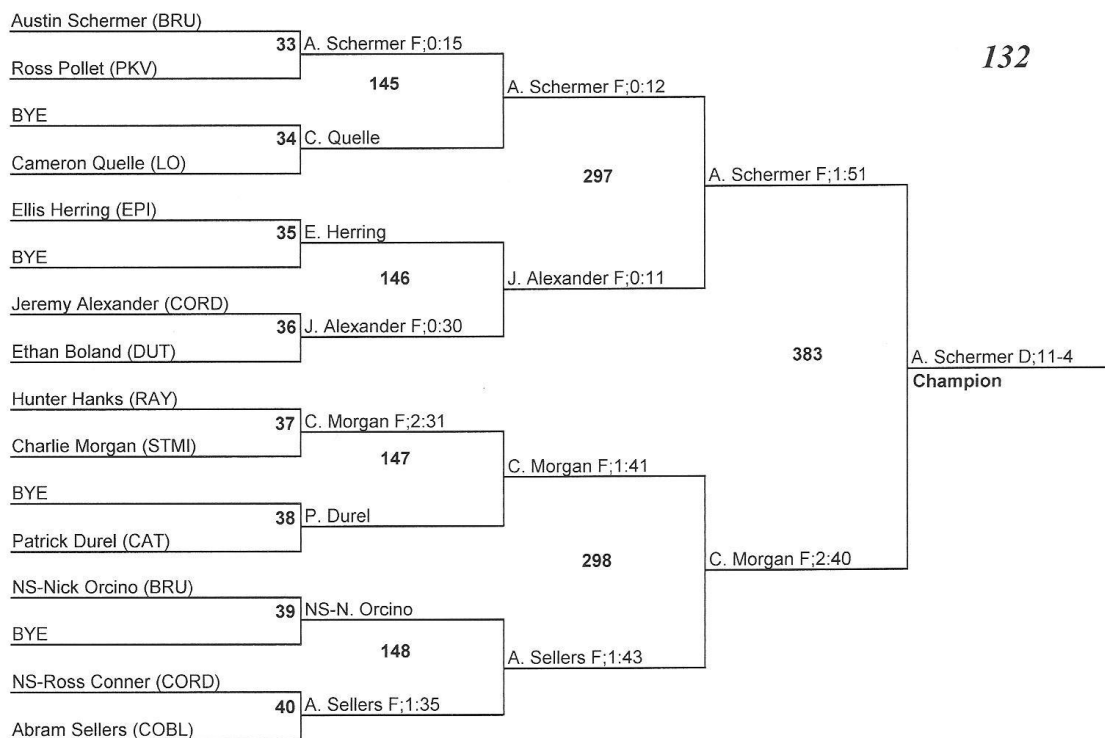 Austin Schermer (BRU)
33 A. Schermer F;0:15
132
Ross Pollet (PKV)
145
A. Schermer F;0:12
BYE
34 C. Quelle
Cameron Quelle (LO)
297
A. Schermer F;1:51
Ellis Herring (EPI)
35 E. Herring
BYE
146
J. Alexander F;0:11
Jeremy Alexander (CORD)
36 J. Alexander F;0:30
Ethan Boland (DUT)
383
A. Schermer D;11-4
Champion
Hunter Hanks (RAY)
37 C. Morgan F;2:31
Charlie Morgan (STMI)
147
C. Morgan F;1:41
BYE
38 P. Durel
Patrick Durel (CAT)
298
C. Morgan F;2:40
NS-Nick Orcino (BRU)
39 NS-N. Orcino
BYE
148
A. Sellers F;1:43
NS-Ross Conner (CORD)
40 A. Sellers F;1:35
Abram Sellers (COBL)